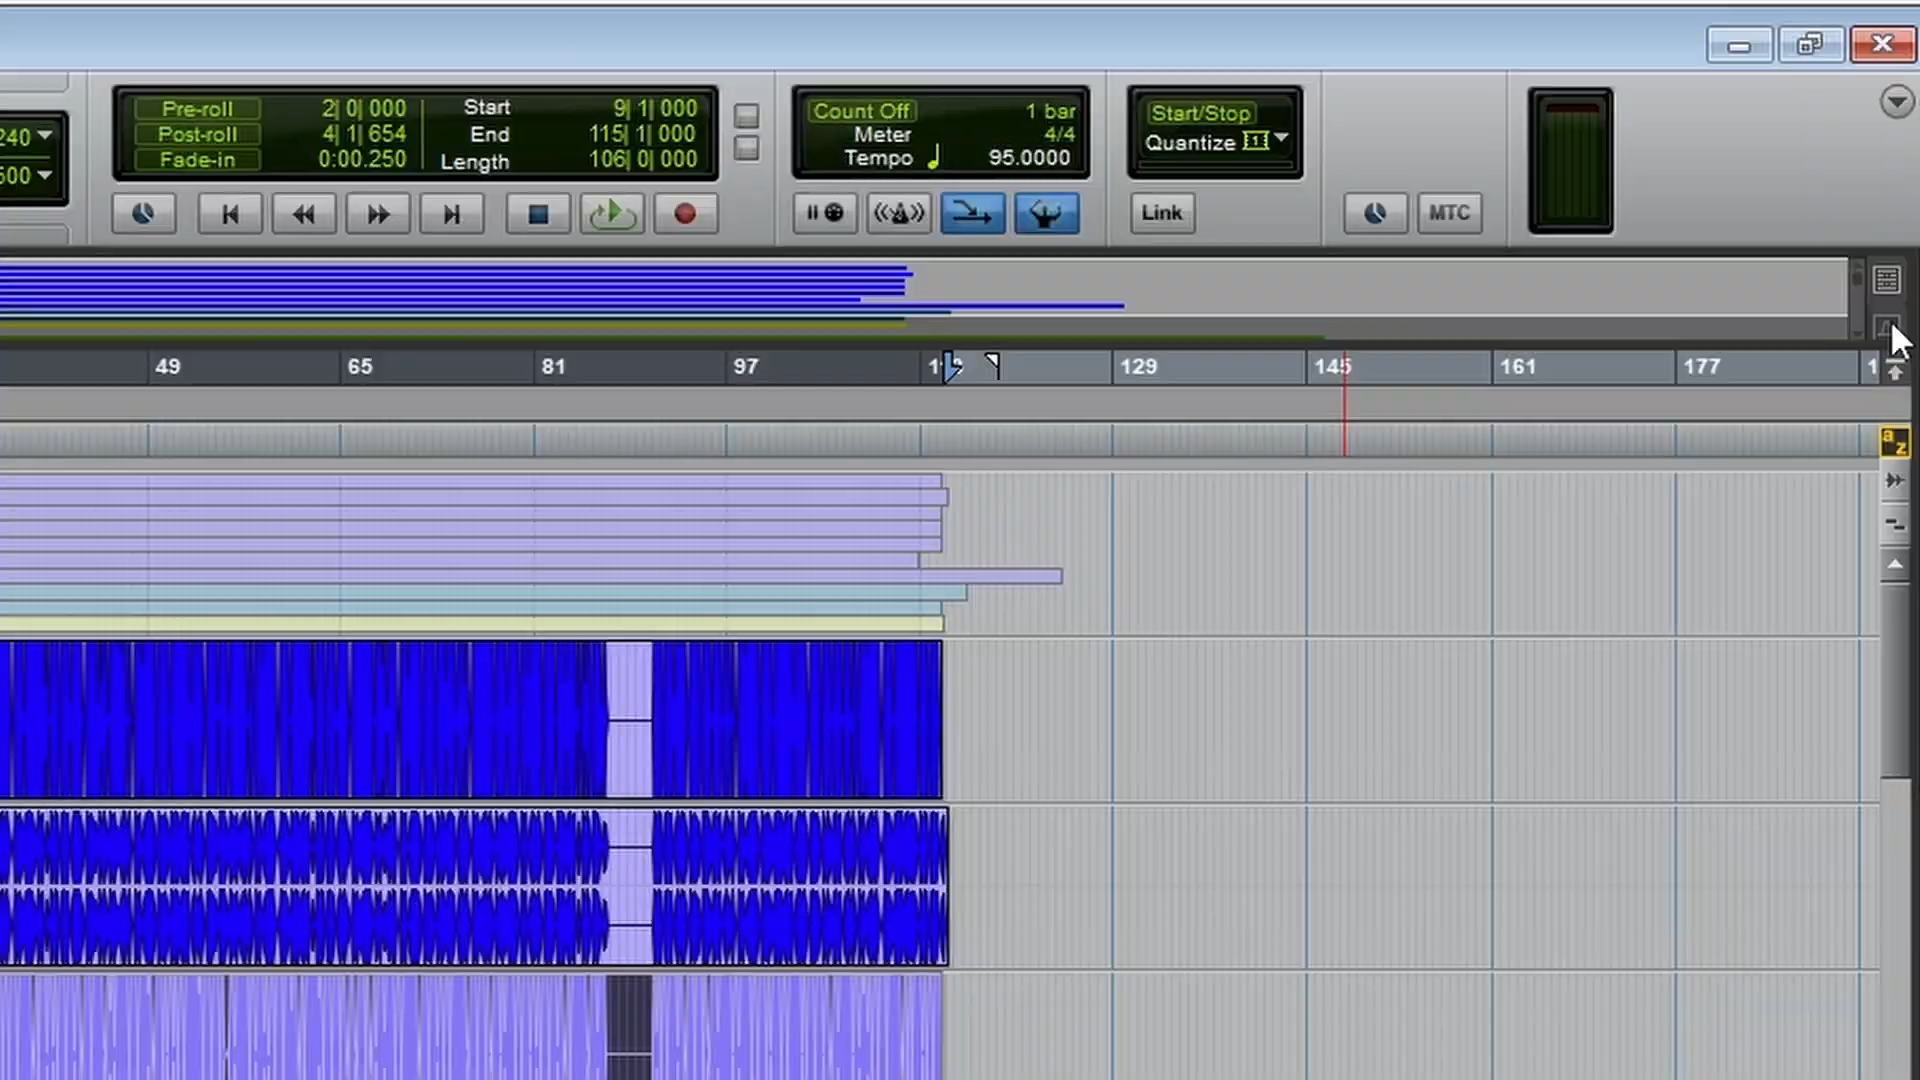 240
500
Pre-roll 2| 0| 000
Post-roll 4| 1| 654
Fade-in 0:00.250
Start 9| 1| 000
End 115| 1| 000
Length 106| 0| 000
Count Off 1 bar
Meter 4/4
Tempo 95.0000
Start/Stop
Quantize 1
Link
MTC
49 65 81 97 129 145 161 177
a z